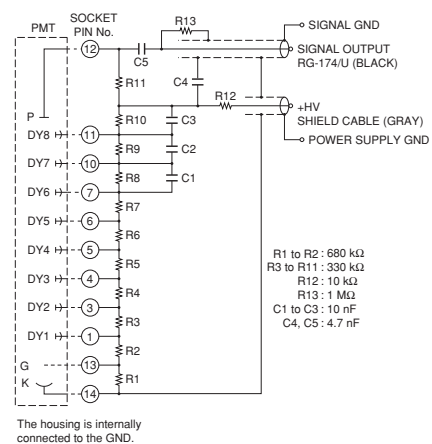 SOCKET
PIN No.
PMT
R13
SIGNAL GND
12
SIGNAL OUTPUT
RG-174/U (BLACK)
C5
R11
C4
R12
+HV
SHIELD CABLE (GRAY)
POWER SUPPLY GND
P
R10
C3
DY8
11
R9
C2
DY7
10
R8
C1
DY6
7
R7
DY5
6
R6
DY4
5
R5
DY3
4
R4
DY2
3
R3
DY1
1
R2
G
13
K
R1
14
R1 to R2 : 680 kΩ
R3 to R11 : 330 kΩ
R12 : 10 kΩ
R13 : 1 MΩ
C1 to C3 : 10 nF
C4, C5 : 4.7 nF
The housing is internally
connected to the GND.